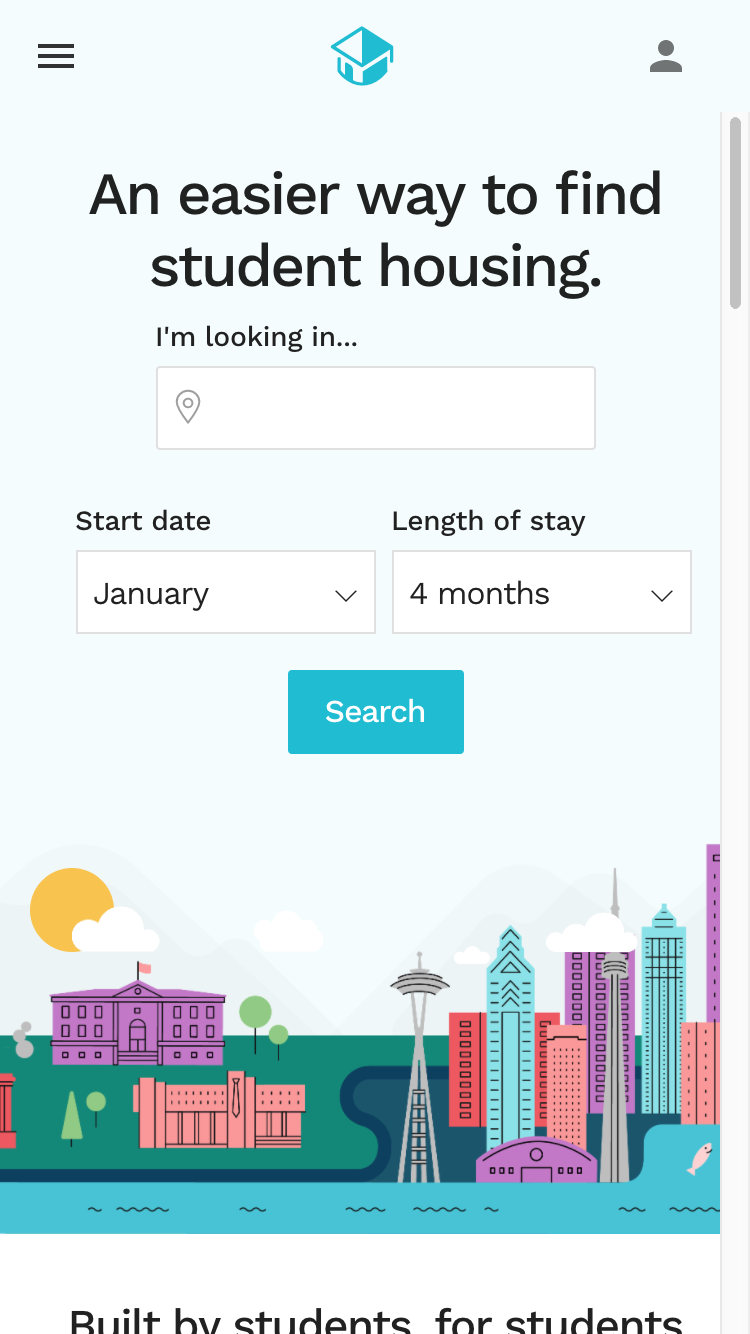 An easier way to find
student housing.
I'm looking in...
Start date
Length of stay
January
4 months
Search
Built by students, for students